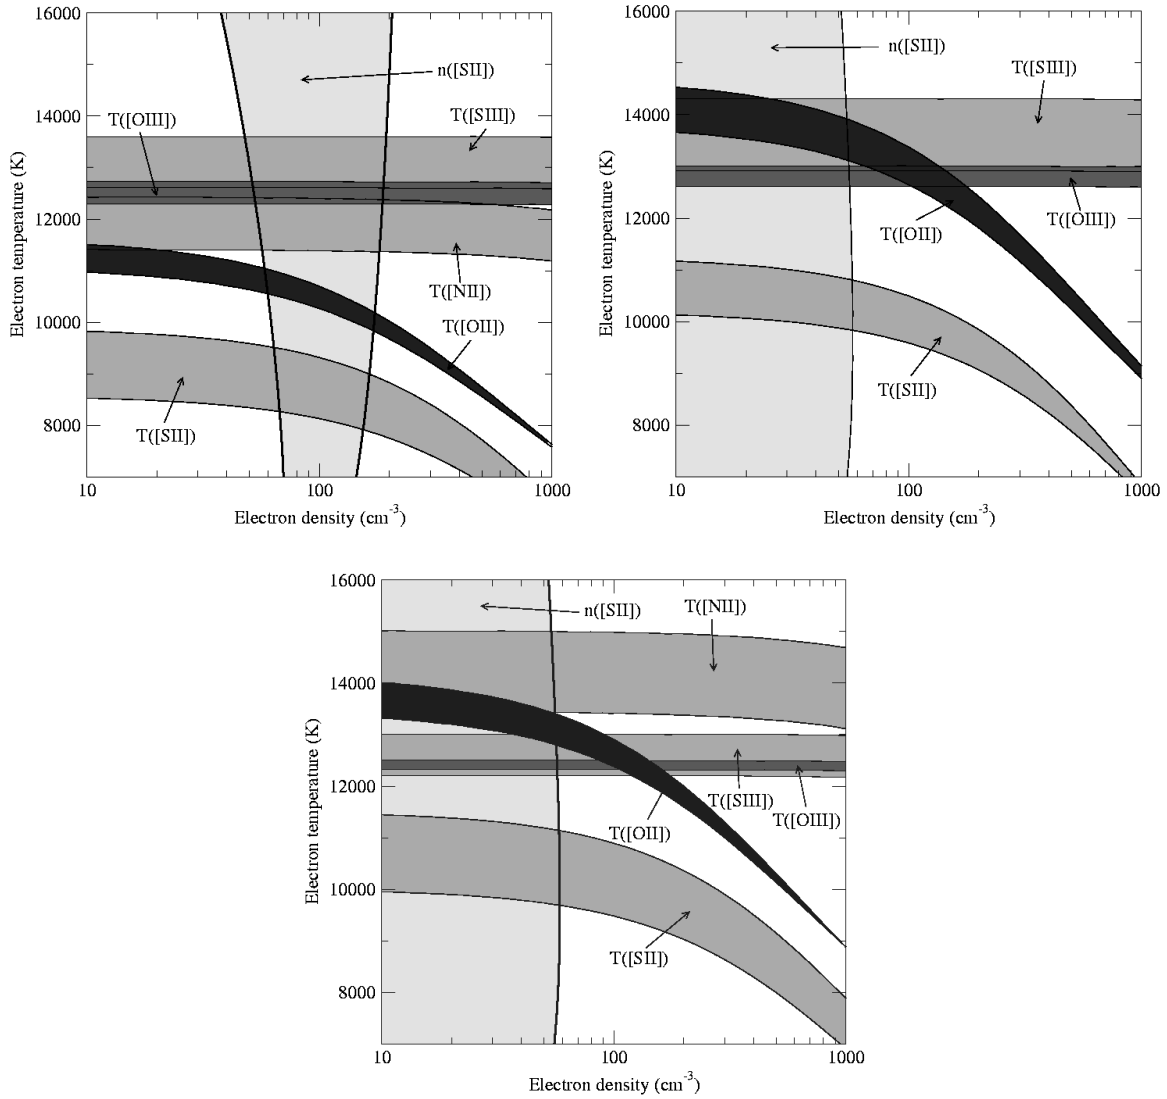 16000
14000
12000
10000
8000
Electron temperature (K)
n([SII])
T([OIII])
T([SIII])
T([NII])
T([OII])
T([SII])
10
100
1000
Electron density (cm⁻³)
16000
14000
12000
10000
8000
Electron temperature (K)
n([SII])
T([SIII])
T([OIII])
T([OII])
T([SII])
10
100
1000
Electron density (cm⁻³)
16000
14000
12000
10000
8000
Electron temperature (K)
n([SII])
T([NII])
T([SIII])
T([OIII])
T([OII])
T([SII])
10
100
1000
Electron density (cm⁻³)